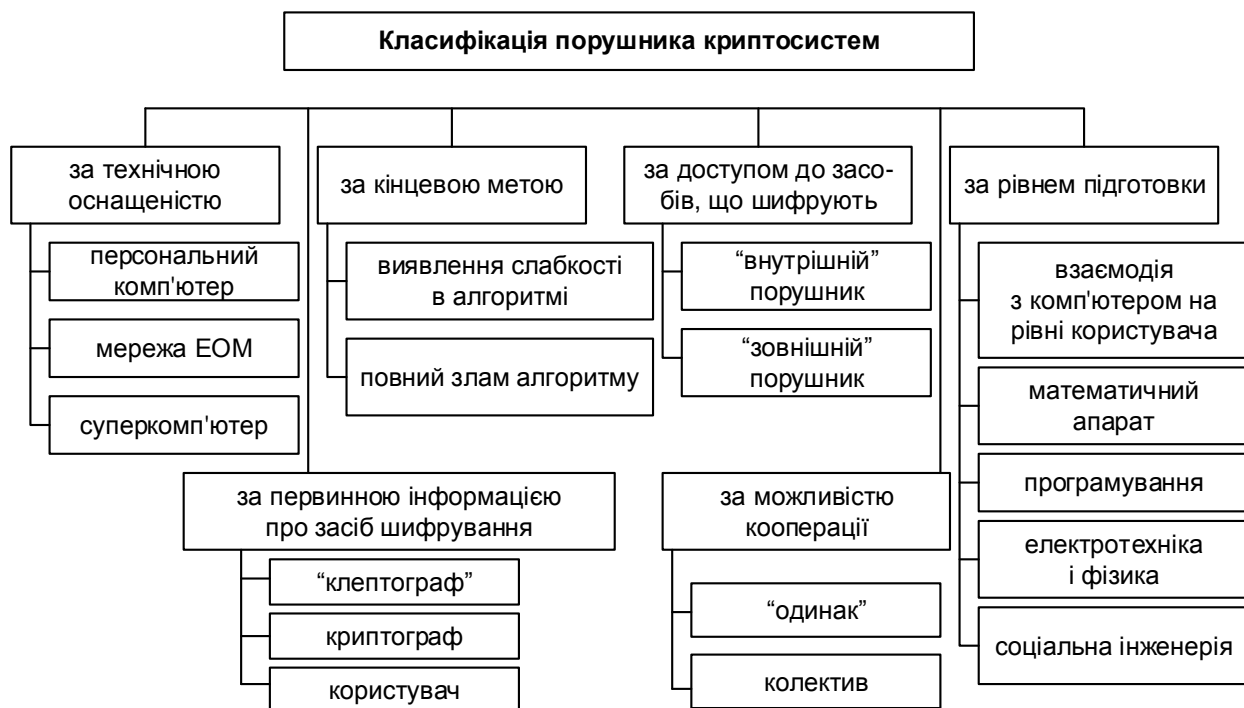 Класифікація порушника криптосистем
за технічною
оснащеністю
персональний
комп'ютер
мережа ЕОМ
суперкомп'ютер
за кінцевою метою
виявлення слабкості
в алгоритмі
повний злам алгоритму
за доступом до засо-
бів, що шифрують
“внутрішній”
порушник
“зовнішній”
порушник
за рівнем підготовки
взаємодія
з комп'ютером на
рівні користувача
математичний
апарат
програмування
електротехніка
і фізика
соціальна інженерія
за первинною інформацією
про засіб шифрування
“клептограф”
криптограф
користувач
за можливістю
кооперації
“одинак”
колектив